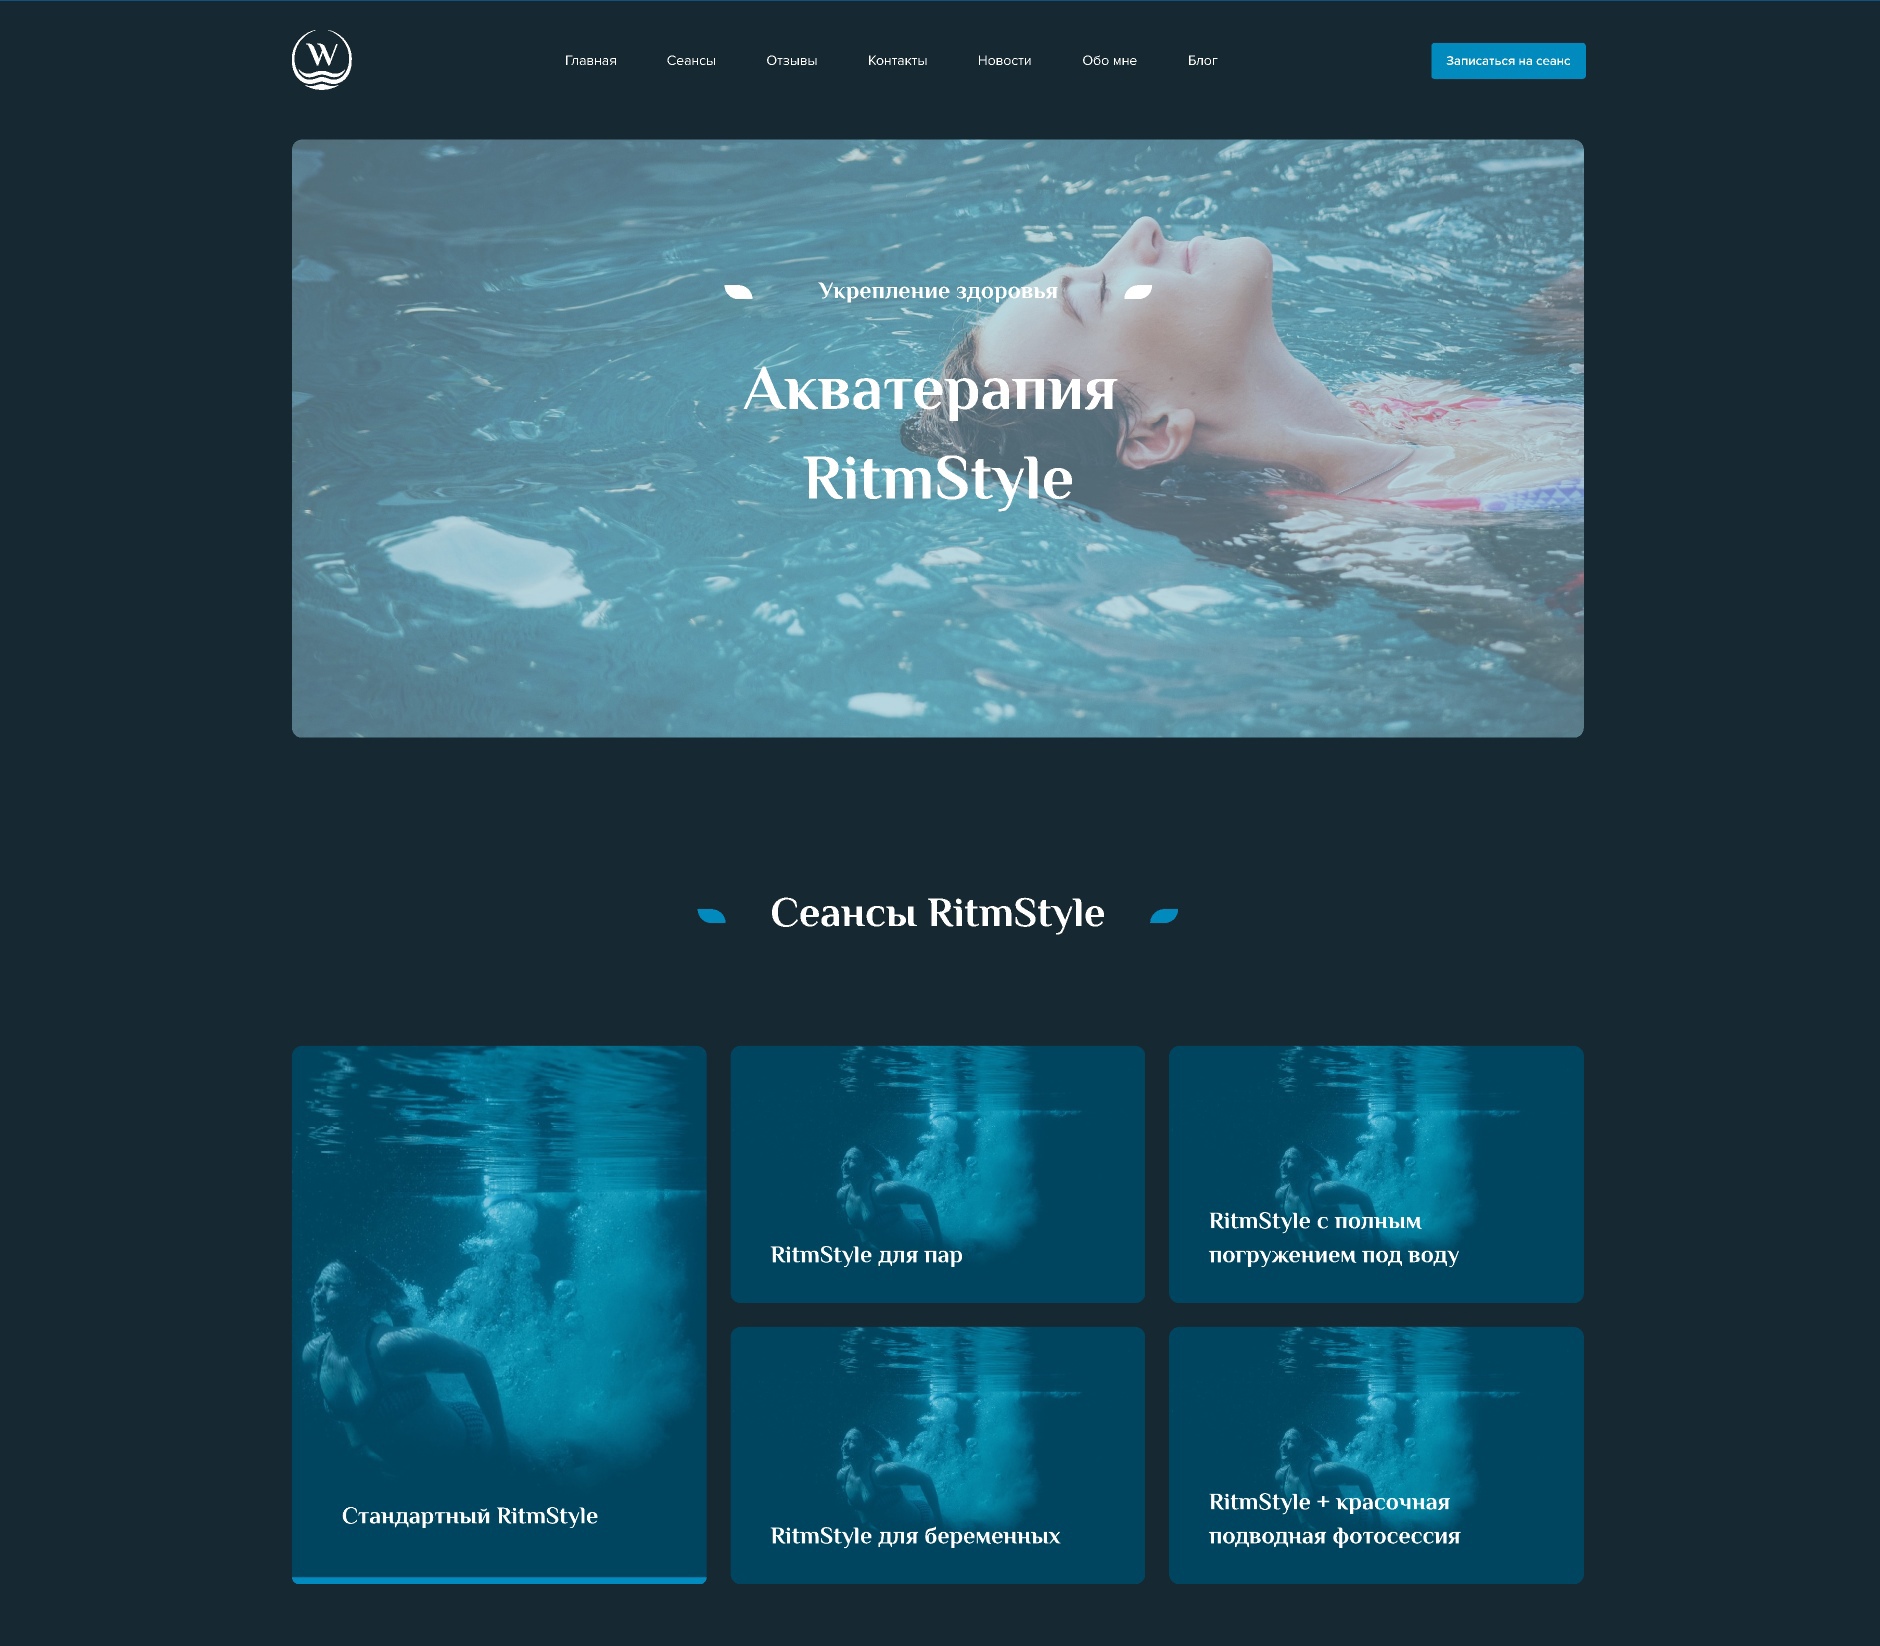 W
Главная
Сеансы
Отзывы
Контакты
Новости
Обо мне
Блог
Записаться на сеанс
Укрепление здоровья
Акватерапия
RitmStyle
Сеансы RitmStyle
Стандартный RitmStyle
RitmStyle для пар
RitmStyle с полным
погружением под воду
RitmStyle для беременных
RitmStyle + красочная
подводная фотосессия